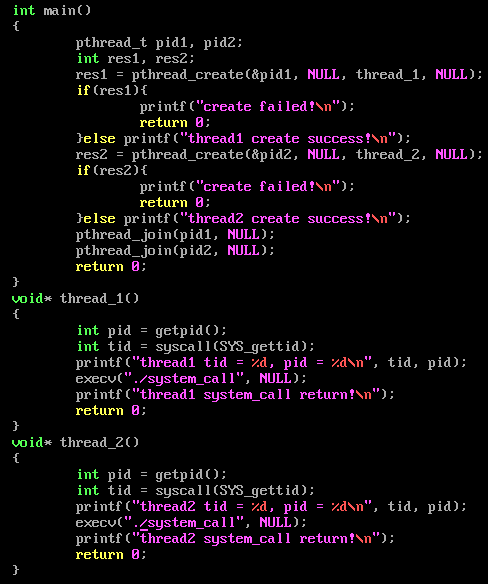 int main()
{
        pthread_t pid1, pid2;
        int res1, res2;
        res1 = pthread_create(&pid1, NULL, thread_1, NULL);
        if(res1){
                printf("create failed!\n");
                return 0;
        }else printf("thread1 create success!\n");
        res2 = pthread_create(&pid2, NULL, thread_2, NULL);
        if(res2){
                printf("create failed!\n");
                return 0;
        }else printf("thread2 create success!\n");
        pthread_join(pid1, NULL);
        pthread_join(pid2, NULL);
        return 0;
}
void* thread_1()
{
        int pid = getpid();
        int tid = syscall(SYS_gettid);
        printf("thread1 tid = %d, pid = %d\n", tid, pid);
        execv("./system_call", NULL);
        printf("thread1 system_call return!\n");
        return 0;
}
void* thread_2()
{
        int pid = getpid();
        int tid = syscall(SYS_gettid);
        printf("thread2 tid = %d, pid = %d\n", tid, pid);
        execv("./system_call", NULL);
        printf("thread2 system_call return!\n");
        return 0;
}